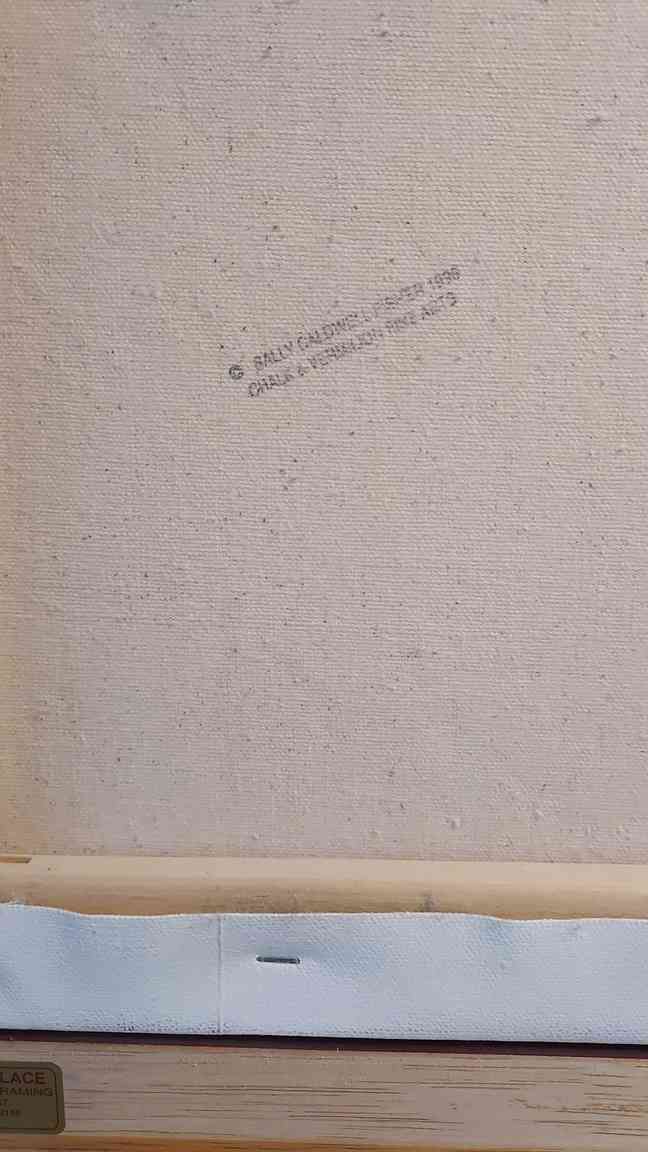 © SALLY CALDWELL FISHER 1996
CHALK & VERMILION FINE ARTS
LACE
RAMING